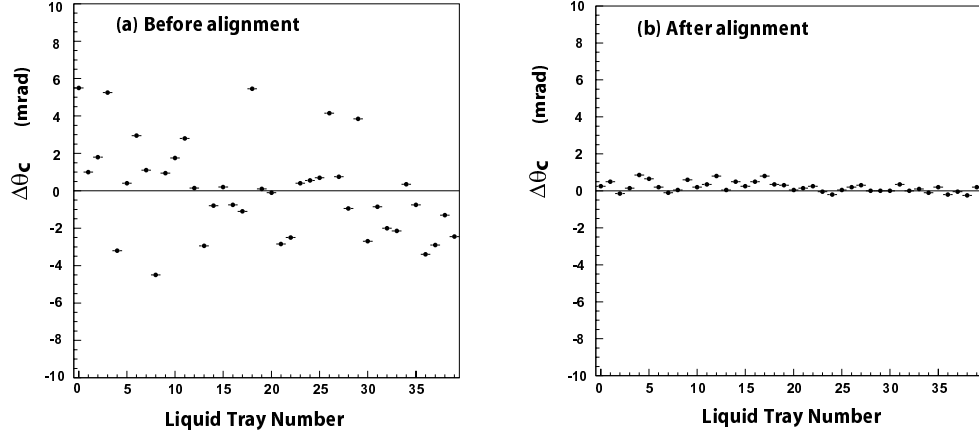 (a) Before alignment
Δθc (mrad)
10
8
6
4
2
0
-2
-4
-6
-8
-10
0 5 10 15 20 25 30 35
Liquid Tray Number
(b) After alignment
Δθc (mrad)
10
8
6
4
2
0
-2
-4
-6
-8
-10
0 5 10 15 20 25 30 35
Liquid Tray Number